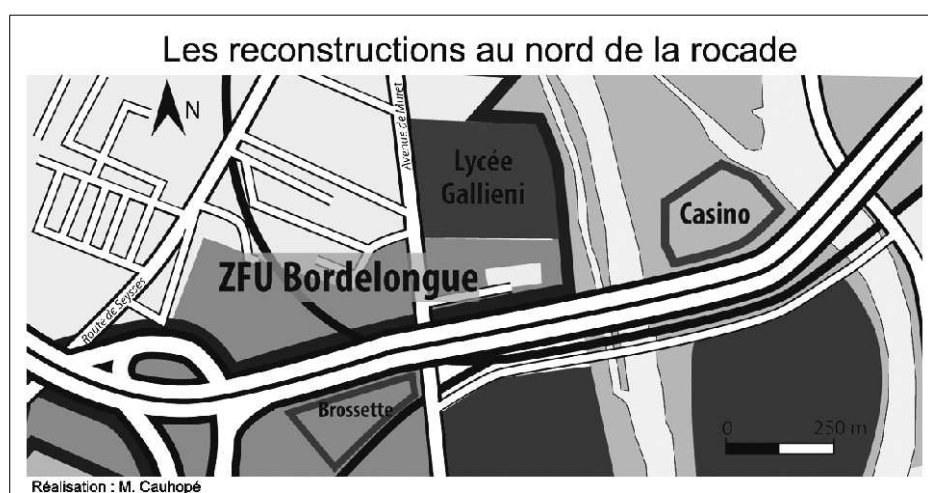 Les reconstructions au nord de la rocade
N
Avenue de Muret
Lycée
Gallieni
Casino
ZFU Bordelongue
Route de Seysses
Brossette
0 250 m
Réalisation : M. Cauhopé